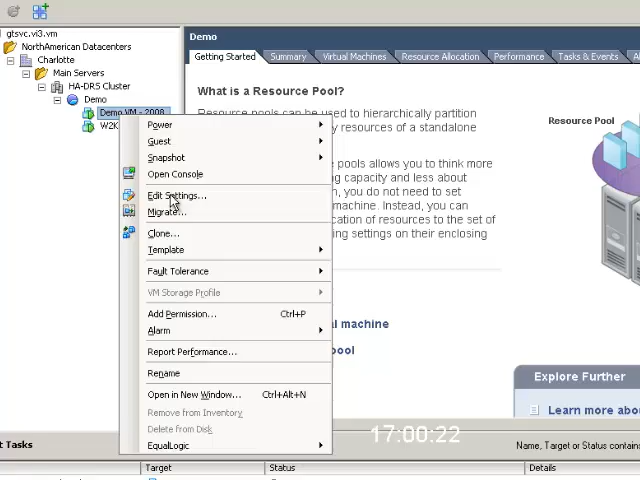 gtsvc.vi3.vm
NorthAmerican Datacenters
Charlotte
Main Servers
HA-DRS Cluster
Demo
Demo VM - 2008
W2K
Power
Guest
Snapshot
Open Console
Edit Settings...
Migrate...
Clone...
Template
Fault Tolerance
VM Storage Profile
Add Permission... Ctrl+P
Alarm
Report Performance...
Rename
Open in New Window... Ctrl+Alt+N
Remove from Inventory
Delete from Disk
EqualLogic
Demo
Getting Started Summary Virtual Machines Resource Allocation Performance Tasks & Events
What is a Resource Pool?
Resource pools can be used to hierarchically partition
resources of a standalone
pools allows you to think more
ing capacity and less about
, you do not need to set
machine. Instead, you can
cation of resources to the set of
ing settings on their enclosing
al machine
ool
Resource Pool
Explore Further
Learn more abo
17:00:22
t Tasks
Name, Target or Status contains
Target Status Details